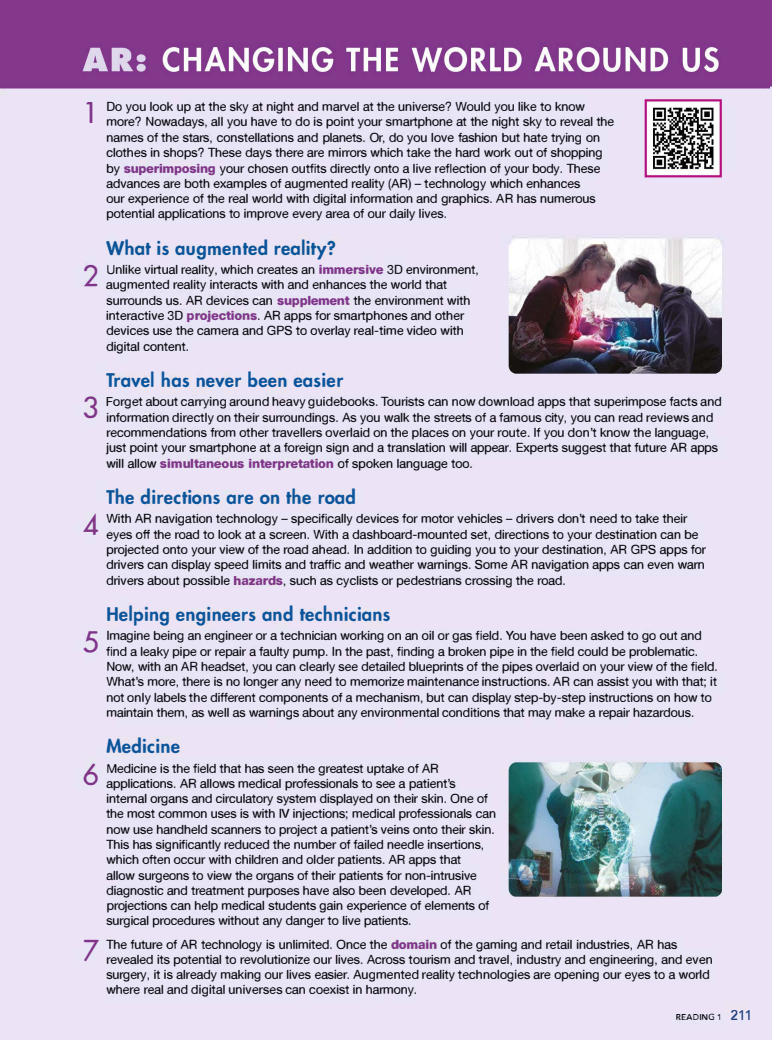 AR: CHANGING THE WORLD AROUND US
1 Do you look up at the sky at night and marvel at the universe? Would you like to know
more? Nowadays, all you have to do is point your smartphone at the night sky to reveal the
names of the stars, constellations and planets. Or, do you love fashion but hate trying on
clothes in shops? These days there are mirrors which take the hard work out of shopping
by superimposing your chosen outfits directly onto a live reflection of your body. These
advances are both examples of augmented reality (AR) – technology which enhances
our experience of the real world with digital information and graphics. AR has numerous
potential applications to improve every area of our daily lives.
What is augmented reality?
2 Unlike virtual reality, which creates an immersive 3D environment,
augmented reality interacts with and enhances the world that
surrounds us. AR devices can supplement the environment with
interactive 3D projections. AR apps for smartphones and other
devices use the camera and GPS to overlay real-time video with
digital content.
Travel has never been easier
3 Forget about carrying around heavy guidebooks. Tourists can now download apps that superimpose facts and
information directly on their surroundings. As you walk the streets of a famous city, you can read reviews and
recommendations from other travellers overlaid on the places on your route. If you don't know the language,
just point your smartphone at a foreign sign and a translation will appear. Experts suggest that future AR apps
will allow simultaneous interpretation of spoken language too.
The directions are on the road
4 With AR navigation technology – specifically devices for motor vehicles – drivers don't need to take their
eyes off the road to look at a screen. With a dashboard-mounted set, directions to your destination can be
projected onto your view of the road ahead. In addition to guiding you to your destination, AR GPS apps for
drivers can display speed limits and traffic and weather warnings. Some AR navigation apps can even warn
drivers about possible hazards, such as cyclists or pedestrians crossing the road.
Helping engineers and technicians
5 Imagine being an engineer or a technician working on an oil or gas field. You have been asked to go out and
find a leaky pipe or repair a faulty pump. In the past, finding a broken pipe in the field could be problematic.
Now, with an AR headset, you can clearly see detailed blueprints of the pipes overlaid on your view of the field.
What's more, there is no longer any need to memorize maintenance instructions. AR can assist you with that; it
not only labels the different components of a mechanism, but can display step-by-step instructions on how to
maintain them, as well as warnings about any environmental conditions that may make a repair hazardous.
Medicine
6 Medicine is the field that has seen the greatest uptake of AR
applications. AR allows medical professionals to see a patient's
internal organs and circulatory system displayed on their skin. One of
the most common uses is with IV injections; medical professionals can
now use handheld scanners to project a patient's veins onto their skin.
This has significantly reduced the number of failed needle insertions,
which often occur with children and older patients. AR apps that
allow surgeons to view the organs of their patients for non-intrusive
diagnostic and treatment purposes have also been developed. AR
projections can help medical students gain experience of elements of
surgical procedures without any danger to live patients.
7 The future of AR technology is unlimited. Once the domain of the gaming and retail industries, AR has
revealed its potential to revolutionize our lives. Across tourism and travel, industry and engineering, and even
surgery, it is already making our lives easier. Augmented reality technologies are opening our eyes to a world
where real and digital universes can coexist in harmony.
READING 1 211